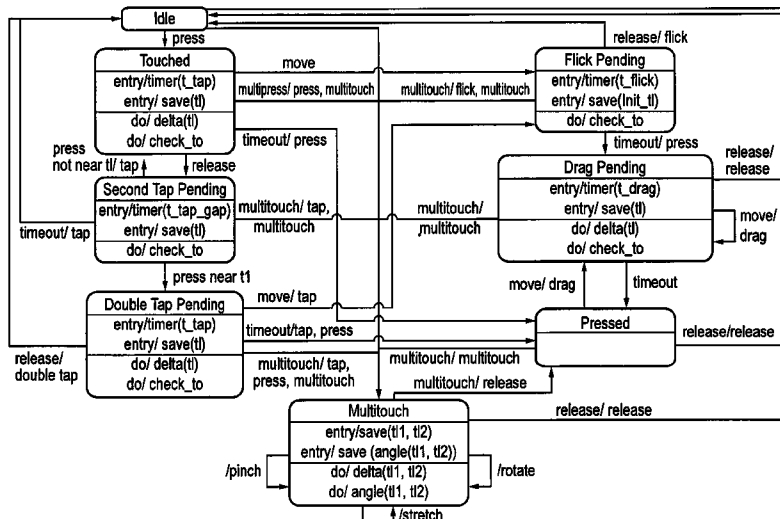 Idle
press
release/ flick
Touched
entry/timer(t_tap)
entry/ save(tl)
do/ delta(tl)
do/ check_to
move
multipress/ press, multitouch
multitouch/ flick, multitouch
Flick Pending
entry/timer(t_flick)
entry/ save(Init_tl)
do/ check_to
timeout/ press
timeout/ press
release/
release
press
not near tl/ tap
release
Second Tap Pending
entry/timer(t_tap_gap)
entry/ save(tl)
do/ check_to
timeout/ tap
multitouch/ tap,
multitouch
multitouch/
,multitouch
Drag Pending
entry/timer(t_drag)
entry/ save(tl)
do/ delta(tl)
do/ check_to
move/
drag
press near t1
move/ drag
timeout
Double Tap Pending
entry/timer(t_tap)
entry/ save(tl)
do/ delta(tl)
do/ check_to
move/ tap
timeout/tap, press
multitouch/ tap,
press, multitouch
multitouch/ multitouch
Pressed
release/release
release/
double tap
multitouch/ release
Multitouch
entry/save(tl1, tl2)
entry/ save (angle(tl1, tl2))
do/ delta(tl1, tl2)
do/ angle(tl1, tl2)
release/ release
/pinch
/rotate
/stretch